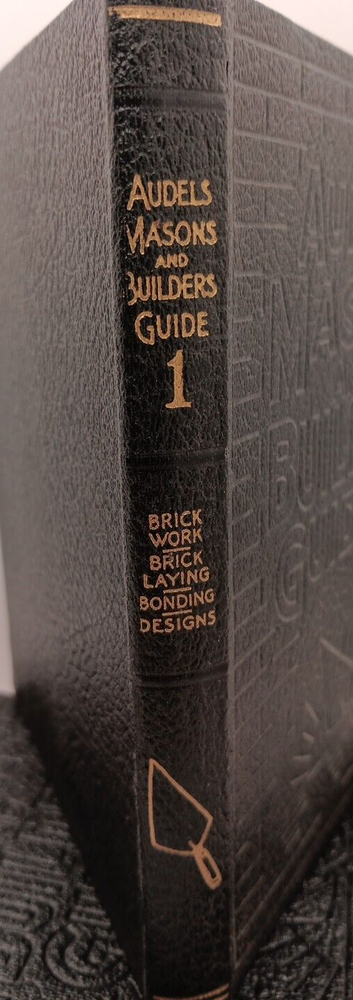 AUDELS
MASONS
AND
BUILDERS
GUIDE
1
BRICK
WORK
BRICK
LAYING
BONDING
DESIGNS